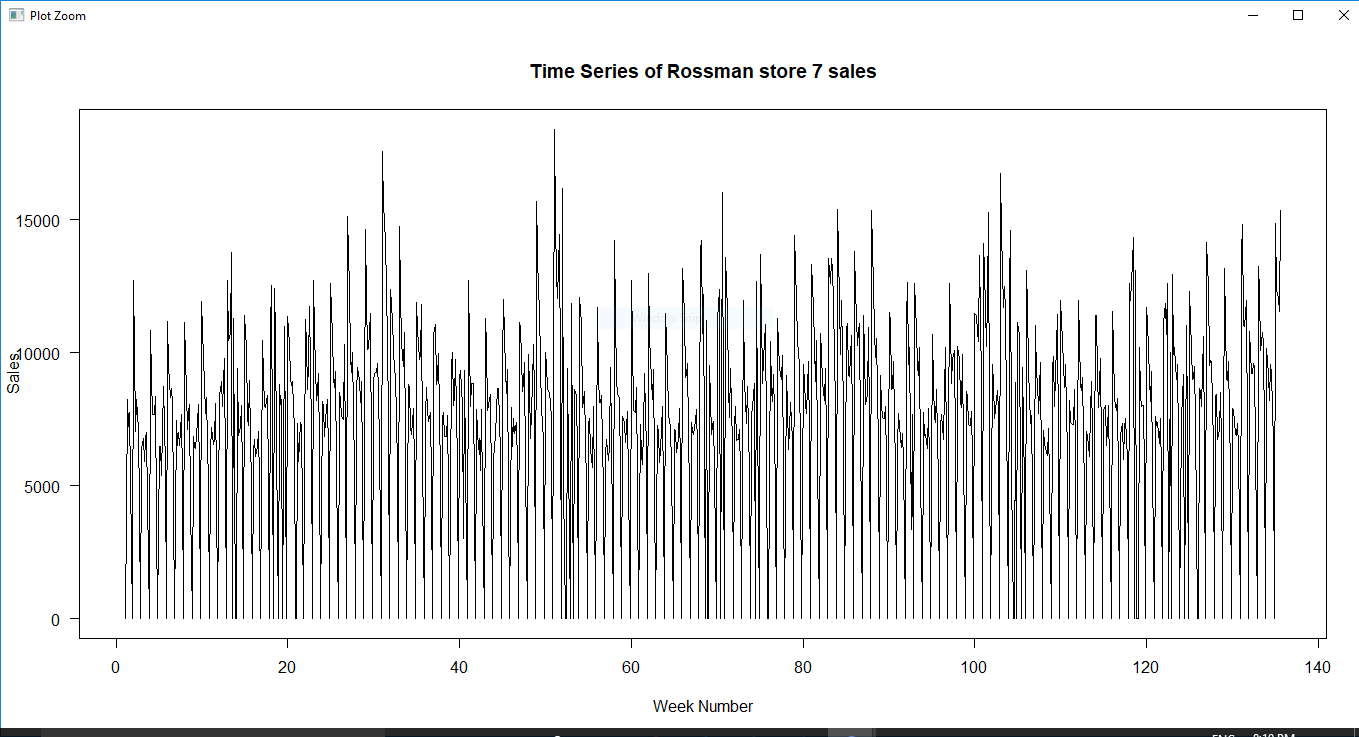 Plot Zoom
Time Series of Rossman store 7 sales
Sales
15000
10000
5000
0
0 20 40 60 80 100 120 140
Week Number